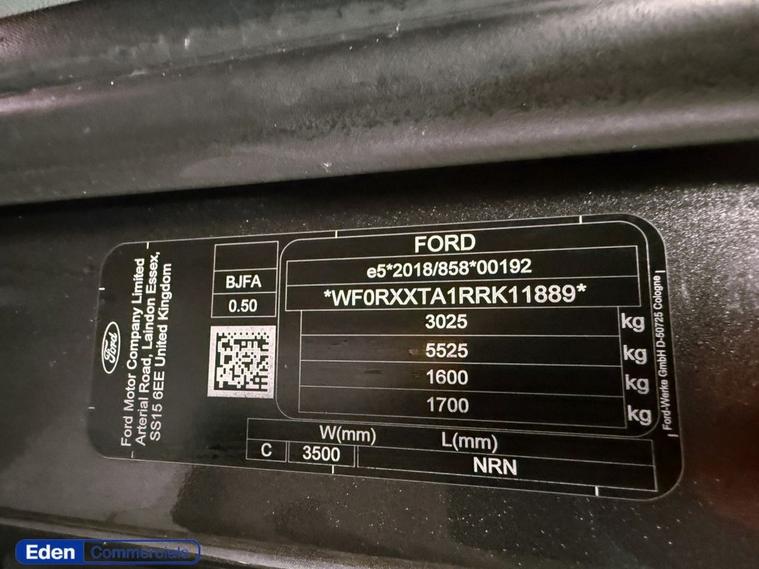 Ford
Ford Motor Company Limited
Arterial Road, Laindon Essex,
SS15 6EE United Kingdom
BJFA
0.50
FORD
e5*2018/858*00192
*WF0RXXTA1RRK11889*
3025 kg
5525 kg
1600 kg
1700 kg
Ford-Werke GmbH D-50725 Cologne
W(mm) L(mm)
C 3500 NRN
Eden Commercials